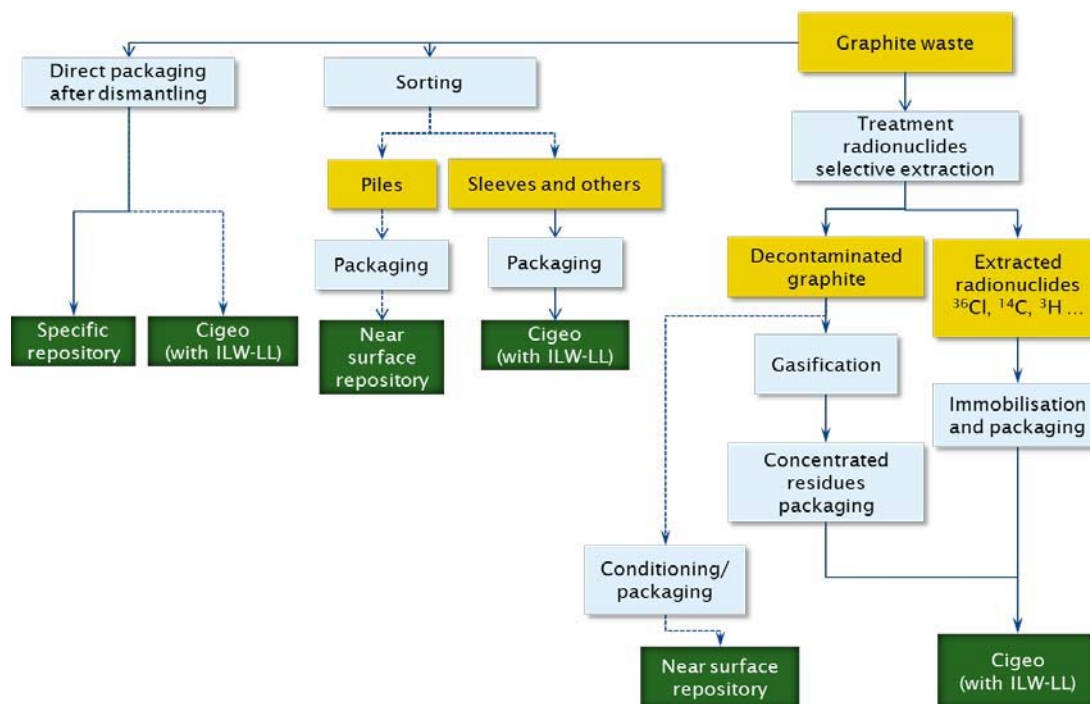 Graphite waste
Direct packaging
after dismantling
Sorting
Treatment
radionuclides
selective extraction
Piles
Sleeves and others
Packaging
Packaging
Decontaminated
graphite
Extracted
radionuclides
³⁶Cl, ¹⁴C, ³H ...
Specific
repository
Cigeo
(with ILW-LL)
Near
surface
repository
Cigeo
(with ILW-LL)
Gasification
Immobilisation
and packaging
Concentrated
residues
packaging
Conditioning/
packaging
Near surface
repository
Cigeo
(with ILW-LL)